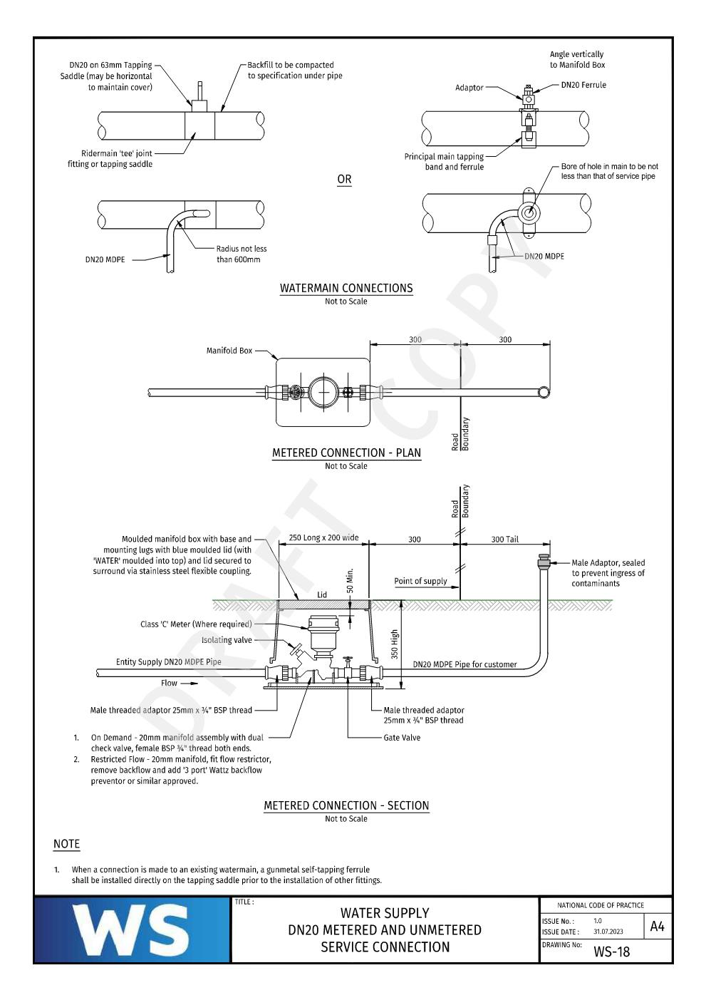 DN20 on 63mm Tapping
Saddle (may be horizontal
to maintain cover)
Backfill to be compacted
to specification under pipe
Ridermain 'tee' joint
fitting or tapping saddle
Angle vertically
to Manifold Box
Adaptor
DN20 Ferrule
Principal main tapping
band and ferrule
Bore of hole in main to be not
less than that of service pipe
OR
Radius not less
than 600mm
DN20 MDPE
DN20 MDPE
WATERMAIN CONNECTIONS
Not to Scale
300
300
Manifold Box
Road
Boundary
METERED CONNECTION - PLAN
Not to Scale
Road
Boundary
Moulded manifold box with base and
mounting lugs with blue moulded lid (with
'WATER' moulded into top) and lid secured to
surround via stainless steel flexible coupling.
250 Long x 200 wide
300
300 Tail
50 Min.
Male Adaptor, sealed
to prevent ingress of
contaminants
Point of supply
Lid
Class 'C' Meter (Where required)
Isolating valve
350 High
Entity Supply DN20 MDPE Pipe
DN20 MDPE Pipe for customer
Flow
Male threaded adaptor 25mm x ¾" BSP thread
Male threaded adaptor
25mm x ¾" BSP thread
Gate Valve
1. On Demand - 20mm manifold assembly with dual
check valve, female BSP ¾" thread both ends.
2. Restricted Flow - 20mm manifold, fit flow restrictor,
remove backflow and add '3 port' Wattz backflow
preventor or similar approved.
METERED CONNECTION - SECTION
Not to Scale
DRAFT COPY
NOTE
1. When a connection is made to an existing watermain, a gunmetal self-tapping ferrule
shall be installed directly on the tapping saddle prior to the installation of other fittings.
WS
TITLE :
WATER SUPPLY
DN20 METERED AND UNMETERED
SERVICE CONNECTION
NATIONAL CODE OF PRACTICE
ISSUE No. : 1.0
ISSUE DATE : 31.07.2023
A4
DRAWING No: WS-18